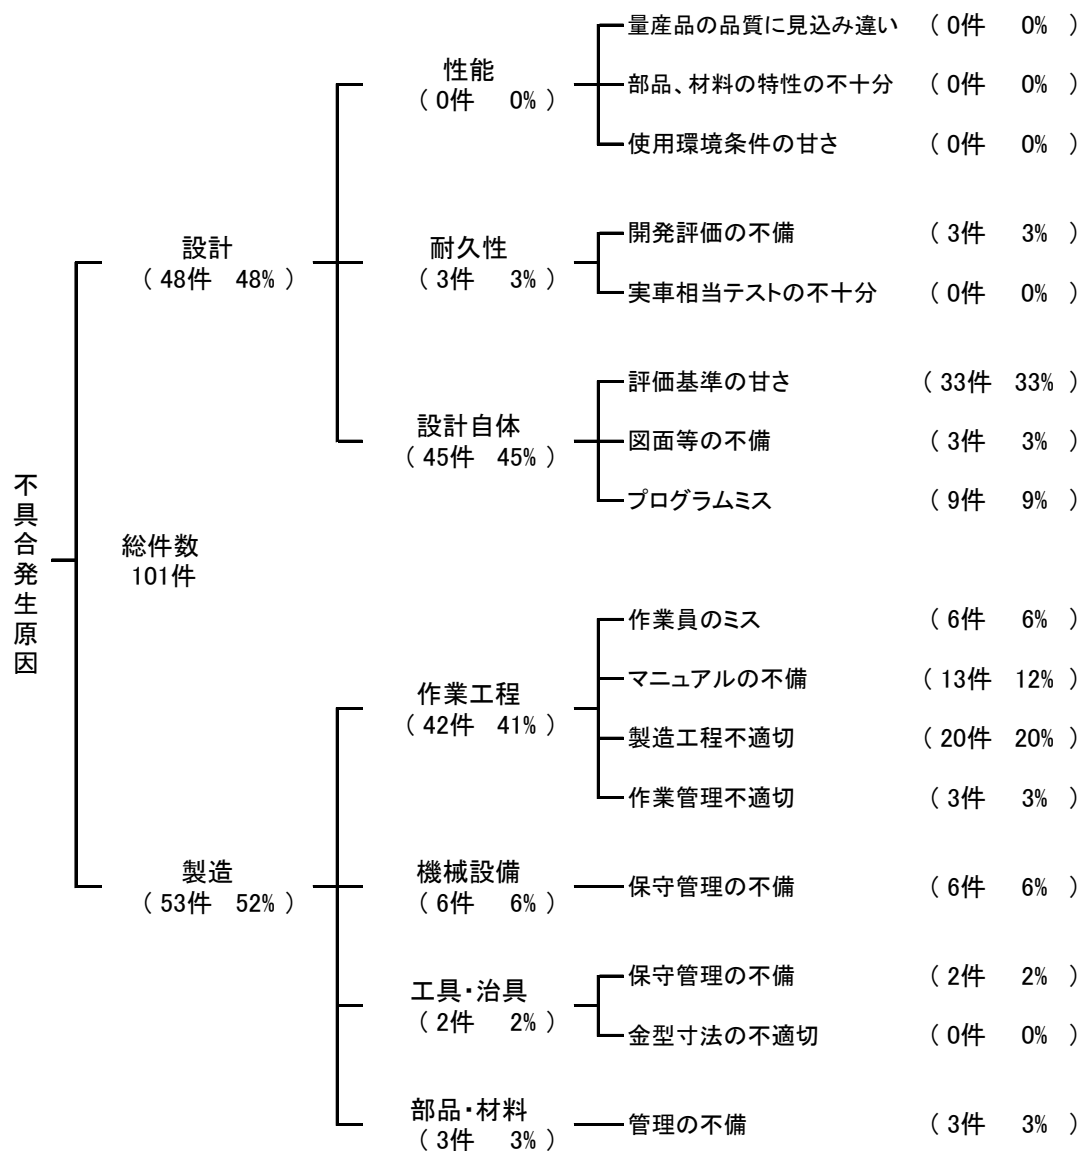 不具合発生原因
総件数
101件
設計
( 48件 48% )
性能
( 0件 0% )
量産品の品質に見込み違い ( 0件 0% )
部品、材料の特性の不十分 ( 0件 0% )
使用環境条件の甘さ ( 0件 0% )
耐久性
( 3件 3% )
開発評価の不備 ( 3件 3% )
実車相当テストの不十分 ( 0件 0% )
設計自体
( 45件 45% )
評価基準の甘さ ( 33件 33% )
図面等の不備 ( 3件 3% )
プログラムミス ( 9件 9% )
製造
( 53件 52% )
作業工程
( 42件 41% )
作業員のミス ( 6件 6% )
マニュアルの不備 ( 13件 12% )
製造工程不適切 ( 20件 20% )
作業管理不適切 ( 3件 3% )
機械設備
( 6件 6% )
保守管理の不備 ( 6件 6% )
工具・治具
( 2件 2% )
保守管理の不備 ( 2件 2% )
金型寸法の不適切 ( 0件 0% )
部品・材料
( 3件 3% )
管理の不備 ( 3件 3% )